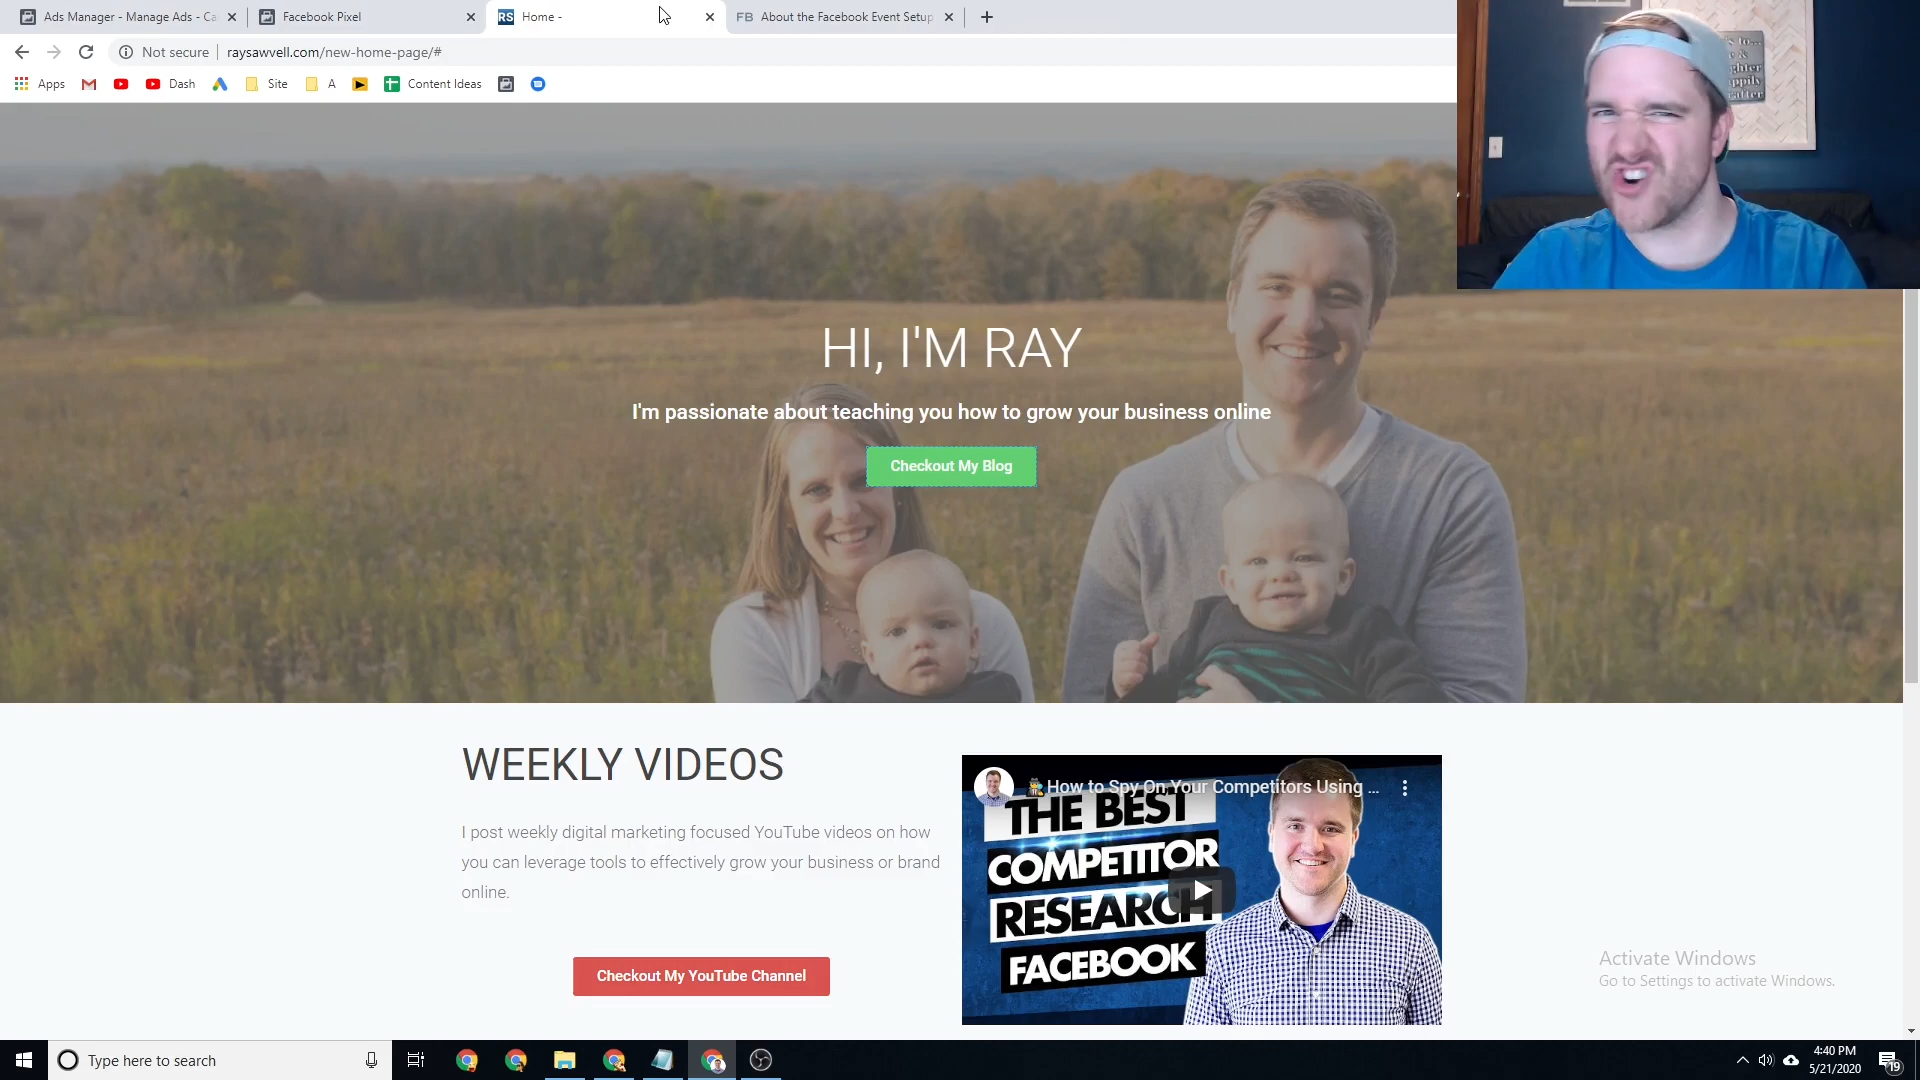 Ads Manager - Manage Ads - Ca
Facebook Pixel
RS Home -
FB About the Facebook Event Setup
Not secure raysawvell.com/new-home-page/#
Apps
Dash
Site
A
Content Ideas
HI, I'M RAY
I'm passionate about teaching you how to grow your business online
Checkout My Blog
WEEKLY VIDEOS
I post weekly digital marketing focused YouTube videos on how
you can leverage tools to effectively grow your business or brand
online.
Checkout My YouTube Channel
How to Spy On Your Competitors Using ...
THE BEST
COMPETITOR
RESEARCH
FACEBOOK
Activate Windows
Go to Settings to activate Windows.
Type here to search
4:40 PM
5/21/2020
19